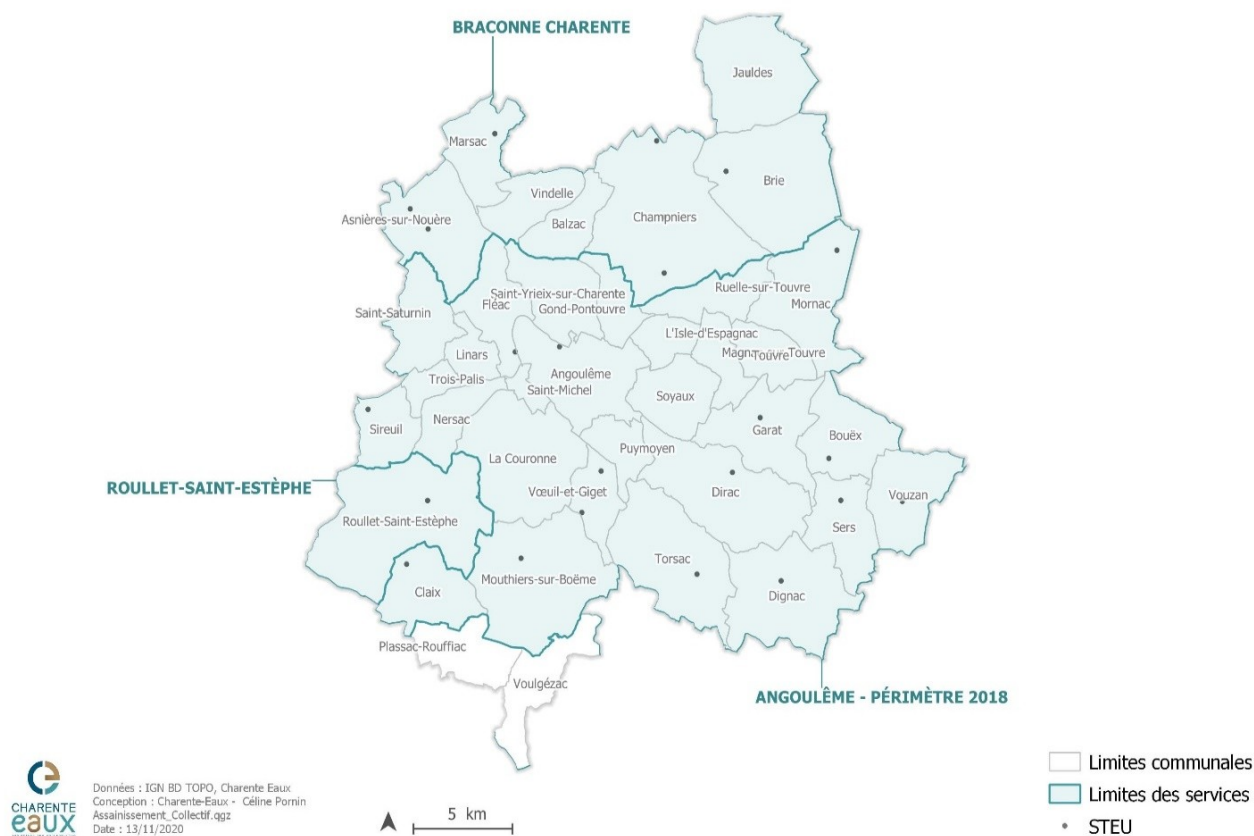 BRACONNE CHARENTE
Jauldes
Marsac
Brie
Vindelle
Champniers
Asnières-sur-Nouère
Balzac
Ruelle-sur-Touvre
Saint-Yrieix-sur-Charente
Fléac
Mornac
Gond-Pontouvre
Saint-Saturnin
L'Isle-d'Espagnac
Linars
Touvre
Touvre
Trois-Palis
Angoulême
Saint-Michel
Soyaux
Nersac
Sireuil
Garat
Bouëx
Puymoyen
La Couronne
ROULLET-SAINT-ESTÈPHE
Vœuil-et-Giget
Dirac
Vouzan
Roullet-Saint-Estèphe
Sers
Torsac
Mouthiers-sur-Boëme
Claix
Dignac
Plassac-Rouffiac
Voulgézac
ANGOULÊME - PÉRIMÈTRE 2018
CHARENTE
eaux
Données : IGN BD TOPO, Charente Eaux
Conception : Charente-Eaux - Céline Pornin
Assainissement_Collectif.qgz
Date : 13/11/2020
5 km
Limites communales
Limites des services
STEU